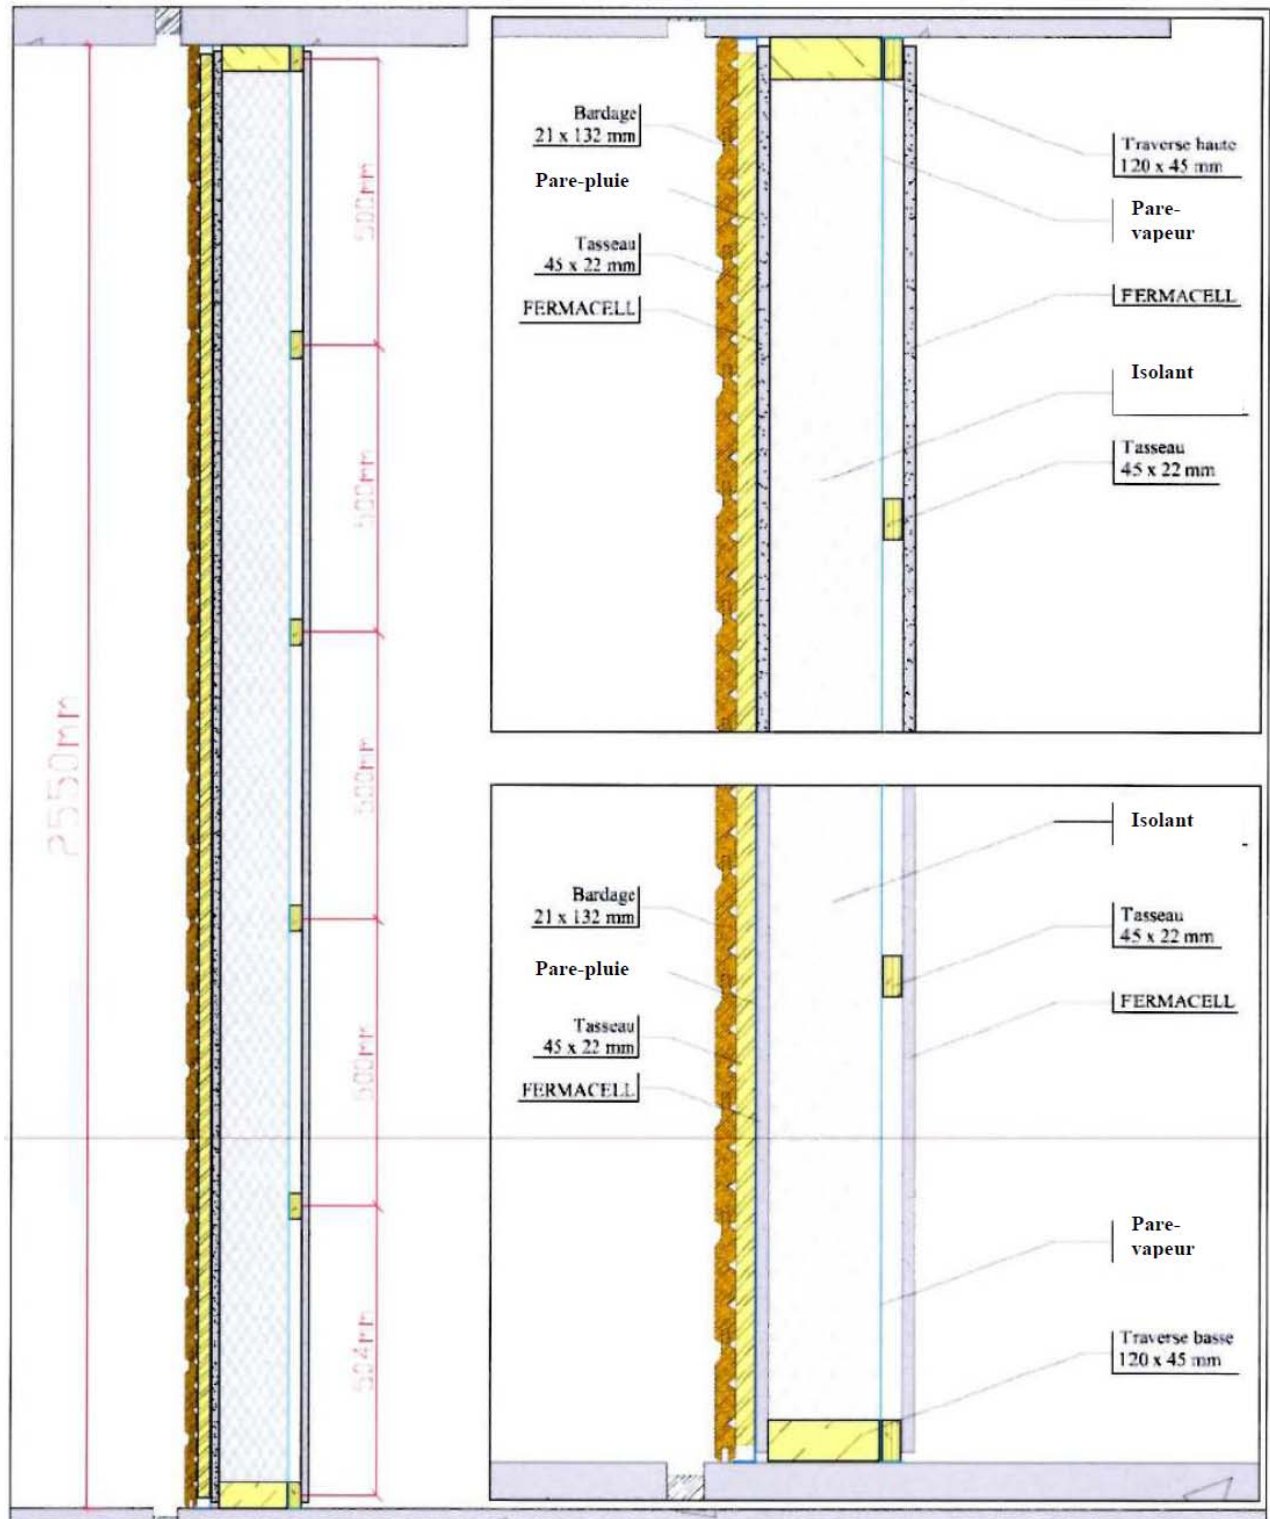 2550mm
500mm
500mm
500mm
500mm
504mm
Bardage
21 x 132 mm
Pare-pluie
Tasseau
45 x 22 mm
FERMACELL
Traverse haute
120 x 45 mm
Pare-
vapeur
FERMACELL
Isolant
Tasseau
45 x 22 mm
Bardage
21 x 132 mm
Pare-pluie
Tasseau
45 x 22 mm
FERMACELL
Isolant
Tasseau
45 x 22 mm
FERMACELL
Pare-
vapeur
Traverse basse
120 x 45 mm